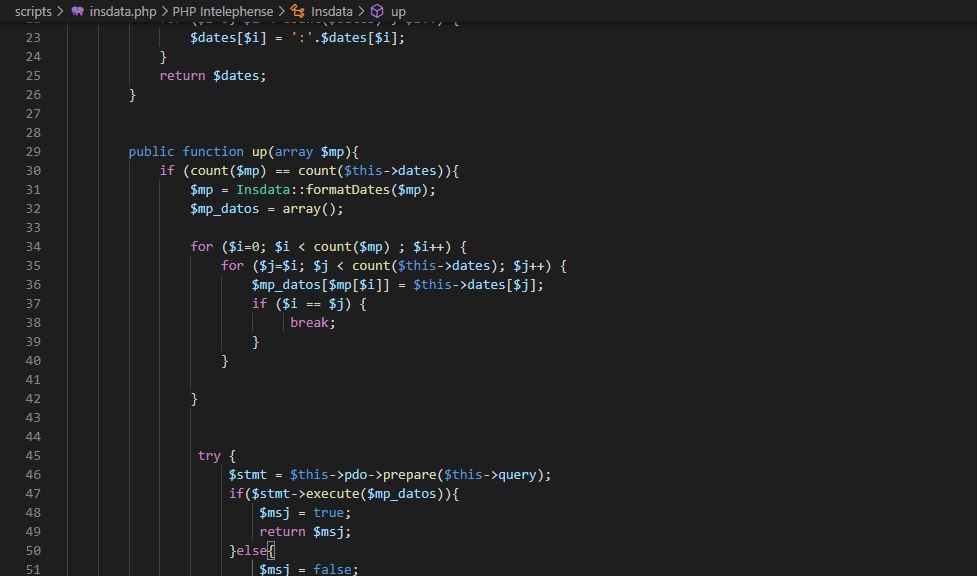 scripts > insdata.php > PHP Intelephense > Insdata > up
23 $dates[$i] = ':'.$dates[$i];
24 }
25 return $dates;
26 }
27
28
29 public function up(array $mp){
30 if (count($mp) == count($this->dates)){
31 $mp = Insdata::formatDates($mp);
32 $mp_datos = array();
33
34 for ($i=0; $i < count($mp) ; $i++) {
35 for ($j=$i; $j < count($this->dates); $j++) {
36 $mp_datos[$mp[$i]] = $this->dates[$j];
37 if ($i == $j) {
38 break;
39 }
40 }
41
42 }
43
44
45 try {
46 $stmt = $this->pdo->prepare($this->query);
47 if($stmt->execute($mp_datos)){
48 $msj = true;
49 return $msj;
50 }else{
51 $msj = false;